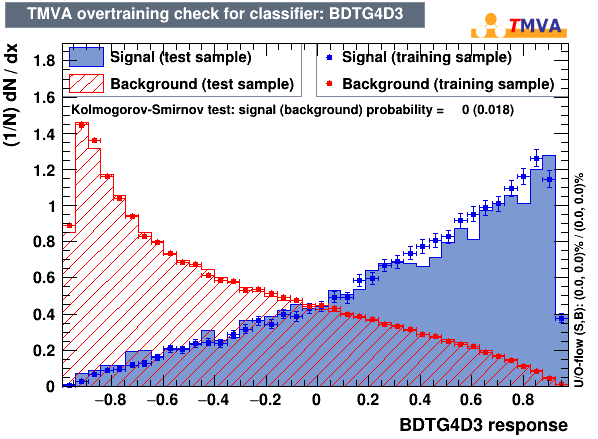 TMVA overtraining check for classifier: BDTG4D3
TMVA
Signal (test sample)
Signal (training sample)
Background (test sample)
Background (training sample)
Kolmogorov-Smirnov test: signal (background) probability = 0 (0.018)
(1/N) dN / dx
1.8
1.6
1.4
1.2
1
0.8
0.6
0.4
0.2
0
−0.8 −0.6 −0.4 −0.2 0 0.2 0.4 0.6 0.8
BDTG4D3 response
U/O-flow (S,B): (0.0, 0.0)% / (0.0, 0.0)%